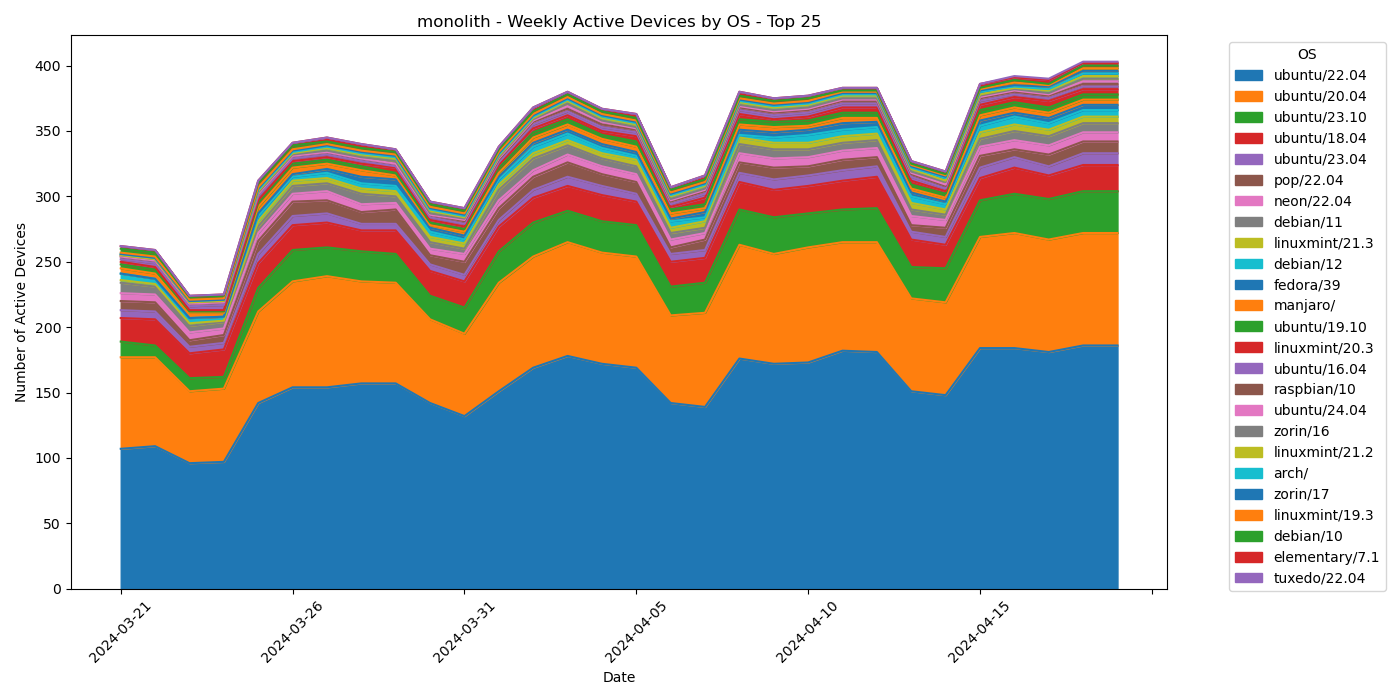 monolith - Weekly Active Devices by OS - Top 25
Number of Active Devices
400
350
300
250
200
150
100
50
0
2024-03-21
2024-03-26
2024-03-31
2024-04-05
2024-04-10
2024-04-15
Date
OS
ubuntu/22.04
ubuntu/20.04
ubuntu/23.10
ubuntu/18.04
ubuntu/23.04
pop/22.04
neon/22.04
debian/11
linuxmint/21.3
debian/12
fedora/39
manjaro/
ubuntu/19.10
linuxmint/20.3
ubuntu/16.04
raspbian/10
ubuntu/24.04
zorin/16
linuxmint/21.2
arch/
zorin/17
linuxmint/19.3
debian/10
elementary/7.1
tuxedo/22.04